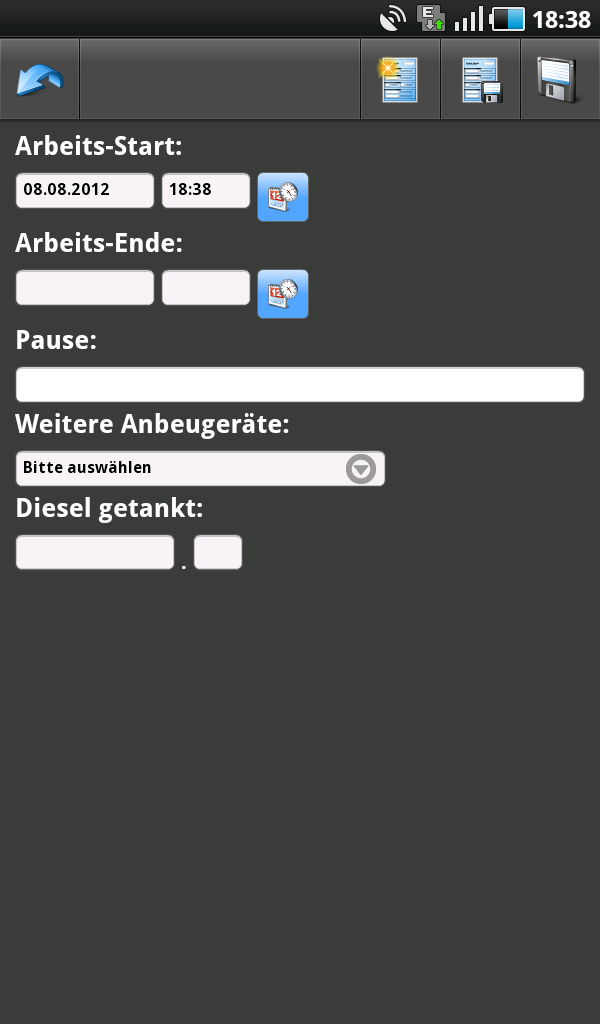 18:38
Arbeits-Start:
08.08.2012 18:38
Arbeits-Ende:
Pause:
Weitere Anbeugeräte:
Bitte auswählen
Diesel getankt:
.